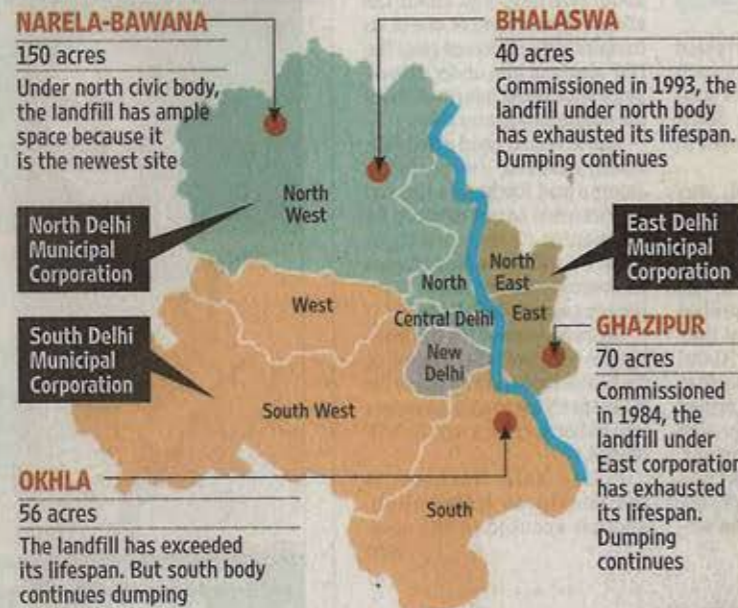 NARELA-BAWANA
150 acres
Under north civic body,
the landfill has ample
space because it
is the newest site
BHALASWA
40 acres
Commissioned in 1993, the
landfill under north body
has exhausted its lifespan.
Dumping continues
North Delhi
Municipal
Corporation
North
West
East Delhi
Municipal
Corporation
North
North
East
West
Central Delhi
East
South Delhi
Municipal
Corporation
New
Delhi
GHAZIPUR
70 acres
Commissioned
in 1984, the
landfill under
East corporation
has exhausted
its lifespan.
Dumping
continues
South West
OKHLA
56 acres
The landfill has exceeded
its lifespan. But south body
continues dumping
South